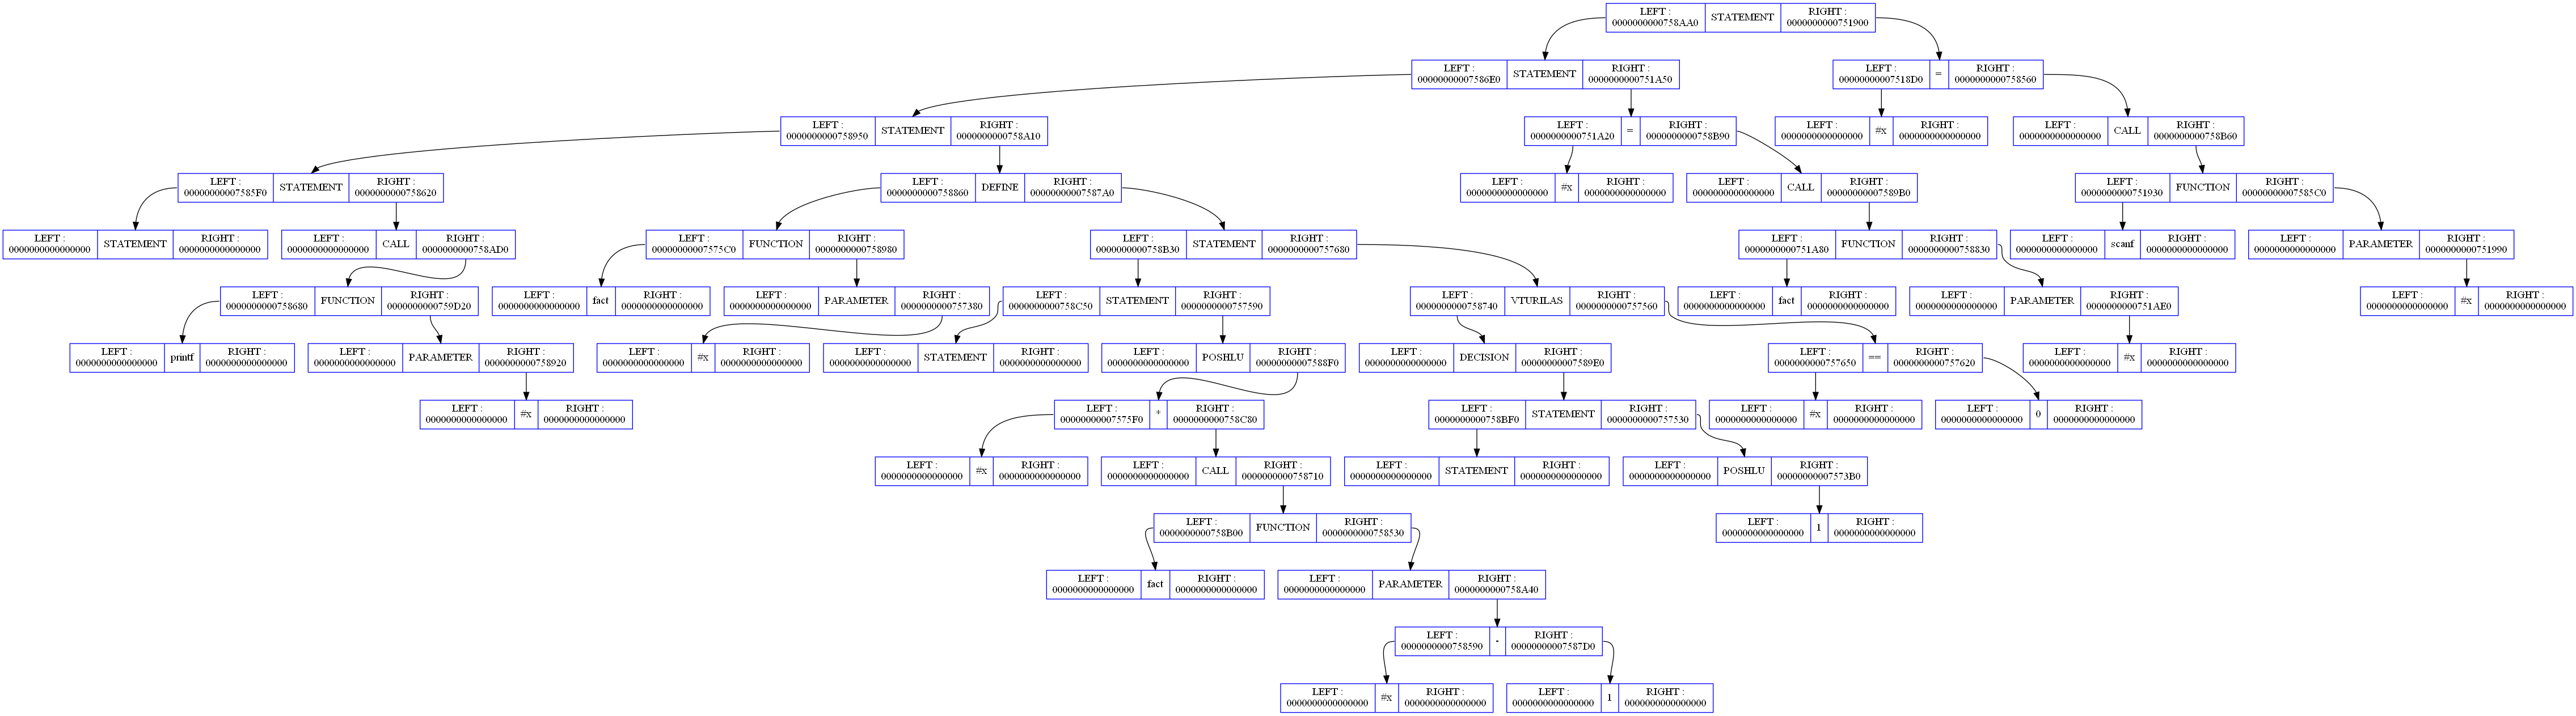 LEFT :
0000000000758AA0
STATEMENT
RIGHT :
0000000000751900
LEFT :
00000000007586E0
STATEMENT
RIGHT :
0000000000751A50
LEFT :
00000000007518D0
=
RIGHT :
0000000000758560
LEFT :
0000000000758950
STATEMENT
RIGHT :
0000000000758A10
LEFT :
0000000000751A20
=
RIGHT :
0000000000758B90
LEFT :
0000000000000000
#x
RIGHT :
0000000000000000
LEFT :
0000000000000000
CALL
RIGHT :
0000000000758B60
LEFT :
00000000007585F0
STATEMENT
RIGHT :
0000000000758620
LEFT :
0000000000758860
DEFINE
RIGHT :
00000000007587A0
LEFT :
0000000000000000
#x
RIGHT :
0000000000000000
LEFT :
0000000000000000
CALL
RIGHT :
00000000007589B0
LEFT :
0000000000751930
FUNCTION
RIGHT :
00000000007585C0
LEFT :
0000000000000000
STATEMENT
RIGHT :
0000000000000000
LEFT :
0000000000000000
CALL
RIGHT :
0000000000758AD0
LEFT :
00000000007575C0
FUNCTION
RIGHT :
0000000000758980
LEFT :
0000000000758B30
STATEMENT
RIGHT :
0000000000757680
LEFT :
0000000000751A80
FUNCTION
RIGHT :
0000000000758830
LEFT :
0000000000000000
scanf
RIGHT :
0000000000000000
LEFT :
0000000000000000
PARAMETER
RIGHT :
0000000000751990
LEFT :
0000000000758680
FUNCTION
RIGHT :
0000000000759D20
LEFT :
0000000000000000
fact
RIGHT :
0000000000000000
LEFT :
0000000000000000
PARAMETER
RIGHT :
0000000000757380
LEFT :
0000000000758C50
STATEMENT
RIGHT :
0000000000757590
LEFT :
0000000000758740
VTURILAS
RIGHT :
0000000000757560
LEFT :
0000000000000000
fact
RIGHT :
0000000000000000
LEFT :
0000000000000000
PARAMETER
RIGHT :
0000000000751AE0
LEFT :
0000000000000000
#x
RIGHT :
0000000000000000
LEFT :
0000000000000000
printf
RIGHT :
0000000000000000
LEFT :
0000000000000000
PARAMETER
RIGHT :
0000000000758920
LEFT :
0000000000000000
#x
RIGHT :
0000000000000000
LEFT :
0000000000000000
STATEMENT
RIGHT :
0000000000000000
LEFT :
0000000000000000
POSHLU
RIGHT :
00000000007588F0
LEFT :
0000000000000000
DECISION
RIGHT :
00000000007589E0
LEFT :
0000000000757650
==
RIGHT :
0000000000757620
LEFT :
0000000000000000
#x
RIGHT :
0000000000000000
LEFT :
0000000000000000
#x
RIGHT :
0000000000000000
LEFT :
00000000007575F0
*
RIGHT :
0000000000758C80
LEFT :
0000000000758BF0
STATEMENT
RIGHT :
0000000000757530
LEFT :
0000000000000000
#x
RIGHT :
0000000000000000
LEFT :
0000000000000000
0
RIGHT :
0000000000000000
LEFT :
0000000000000000
#x
RIGHT :
0000000000000000
LEFT :
0000000000000000
CALL
RIGHT :
0000000000758710
LEFT :
0000000000000000
STATEMENT
RIGHT :
0000000000000000
LEFT :
0000000000000000
POSHLU
RIGHT :
00000000007573B0
LEFT :
0000000000758B00
FUNCTION
RIGHT :
0000000000758530
LEFT :
0000000000000000
1
RIGHT :
0000000000000000
LEFT :
0000000000000000
fact
RIGHT :
0000000000000000
LEFT :
0000000000000000
PARAMETER
RIGHT :
0000000000758A40
LEFT :
0000000000758590
-
RIGHT :
00000000007587D0
LEFT :
0000000000000000
#x
RIGHT :
0000000000000000
LEFT :
0000000000000000
1
RIGHT :
0000000000000000